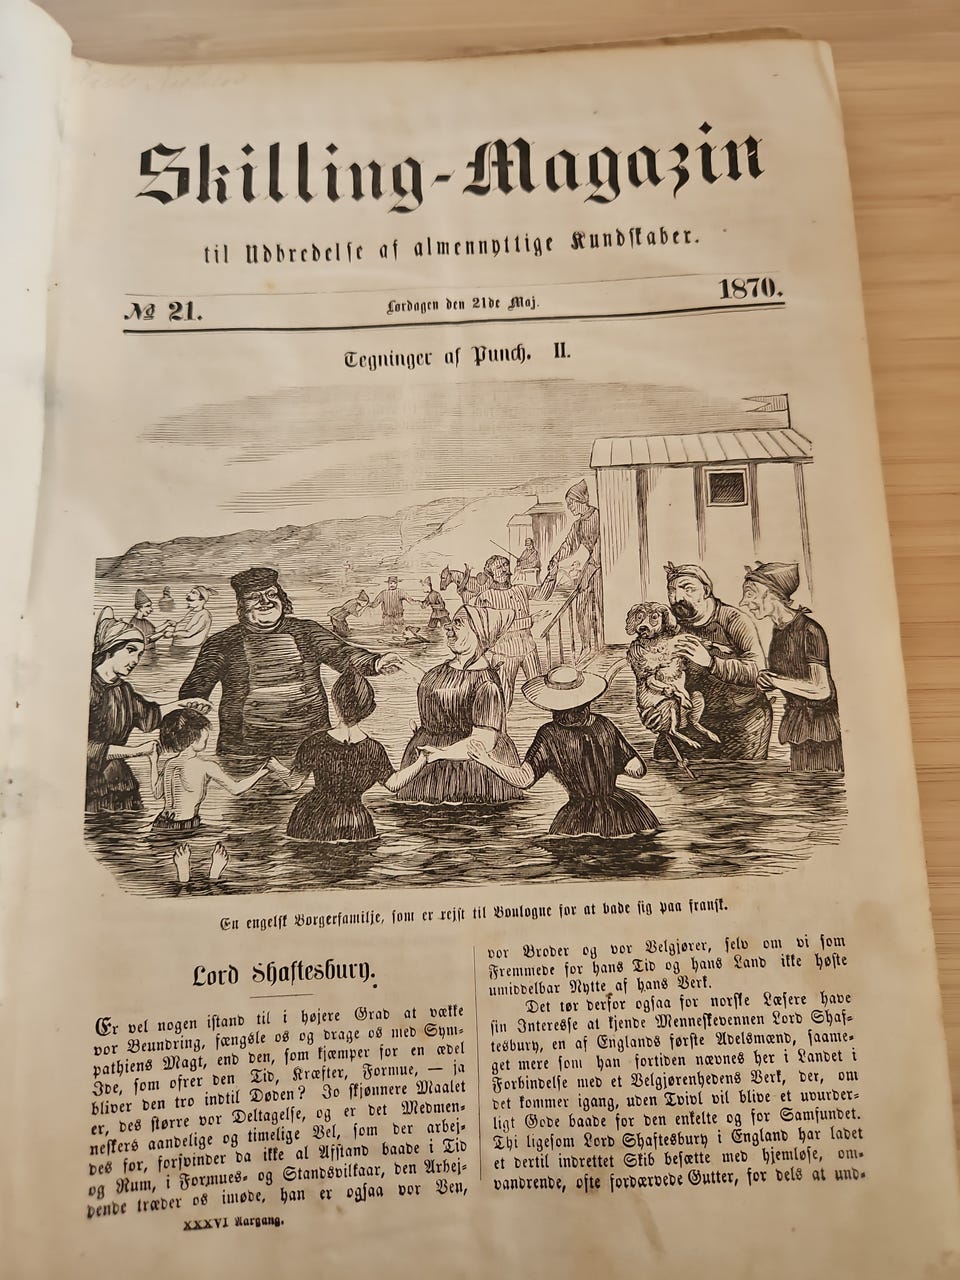 Skilling-Magazin
til Udbredelse af almennyttige Kundskaber.
№ 21.
Lørdagen den 21de Maj.
1870.
Tegninger af Punch. II.
En engelsk Borgerfamilje, som er rejst til Boulogne for at bade sig paa fransk.
Lord Shaftesbury.
Er vel nogen istand til i højere Grad at vække
vor Beundring, fængsle os og drage os med Sym-
pathiens Magt, end den, som kjæmper for en ædel
Ide, som ofrer den Tid, Kræfter, Formue, — ja
bliver den tro indtil Døden? Jo skjønnere Maalet
er, des større vor Deltagelse, og er det Medmen-
neskers aandelige og timelige Vel, som der arbej-
des for, forsvinder da ikke al Afstand baade i Tid
og Rum, i Formues- og Standsvilkaar, den Arbej-
dende træder os imøde, han er ogsaa vor Ven,
XXXVI Aargang.
vor Broder og vor Velgjører, selv om vi som
Fremmede for hans Tid og hans Land ikke høste
umiddelbar Nytte af hans Verk.
Det tør derfor ogsaa for norske Læsere have
sin Interesse at kjende Menneskevennen Lord Shaf-
tesbury, en af Englands første Adelsmænd, saame-
get mere som han fortiden nævnes her i Landet i
Forbindelse med et Velgjørenhedens Verk, der, om
det kommer igang, uden Tvivl vil blive et uvurder-
ligt Gode baade for den enkelte og for Samfundet.
Thi ligesom Lord Shaftesbury i England har ladet
et dertil indrettet Skib besætte med hjemløse, om-
vandrende, ofte fordærvede Gutter, for dels at und-